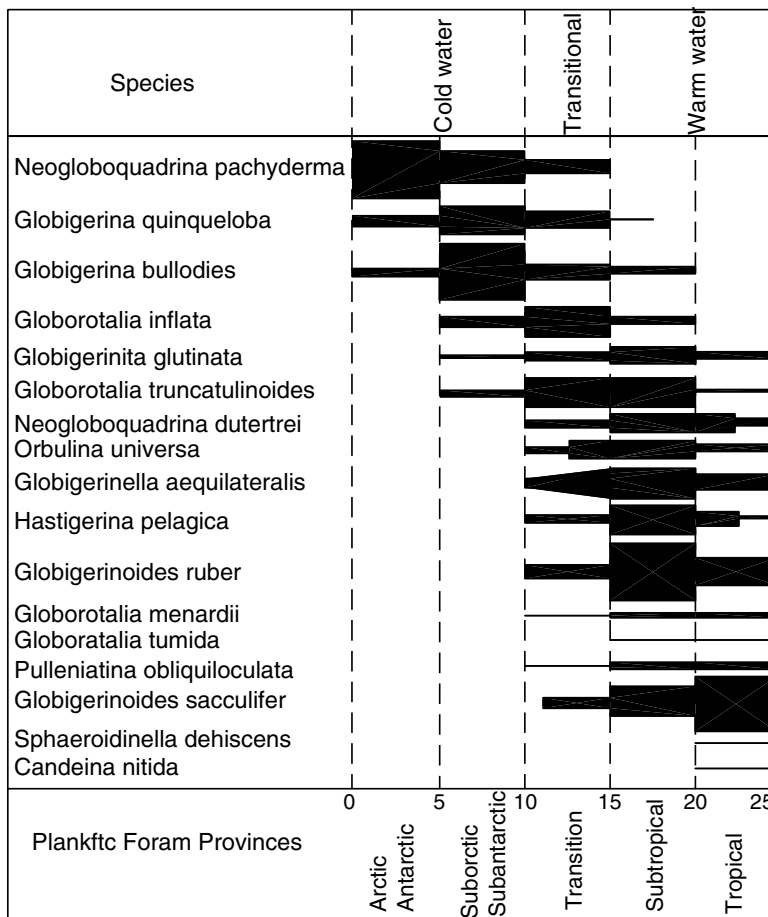 Species
Cold water
Transitional
Warm water
Neogloboquadrina pachyderma
Globigerina quinqueloba
Globigerina bullodies
Globorotalia inflata
Globigerinita glutinata
Globorotalia truncatulinoides
Neogloboquadrina dutertrei
Orbulina universa
Globigerinella aequilateralis
Hastigerina pelagica
Globigerinoides ruber
Globorotalia menardii
Globoratalia tumida
Pulleniatina obliquiloculata
Globigerinoides sacculifer
Sphaeroidinella dehiscens
Candeina nitida
0 5 10 15 20 25
Plankftc Foram Provinces
Arctic
Antarctic
Suborctic
Subantarctic
Transition
Subtropical
Tropical